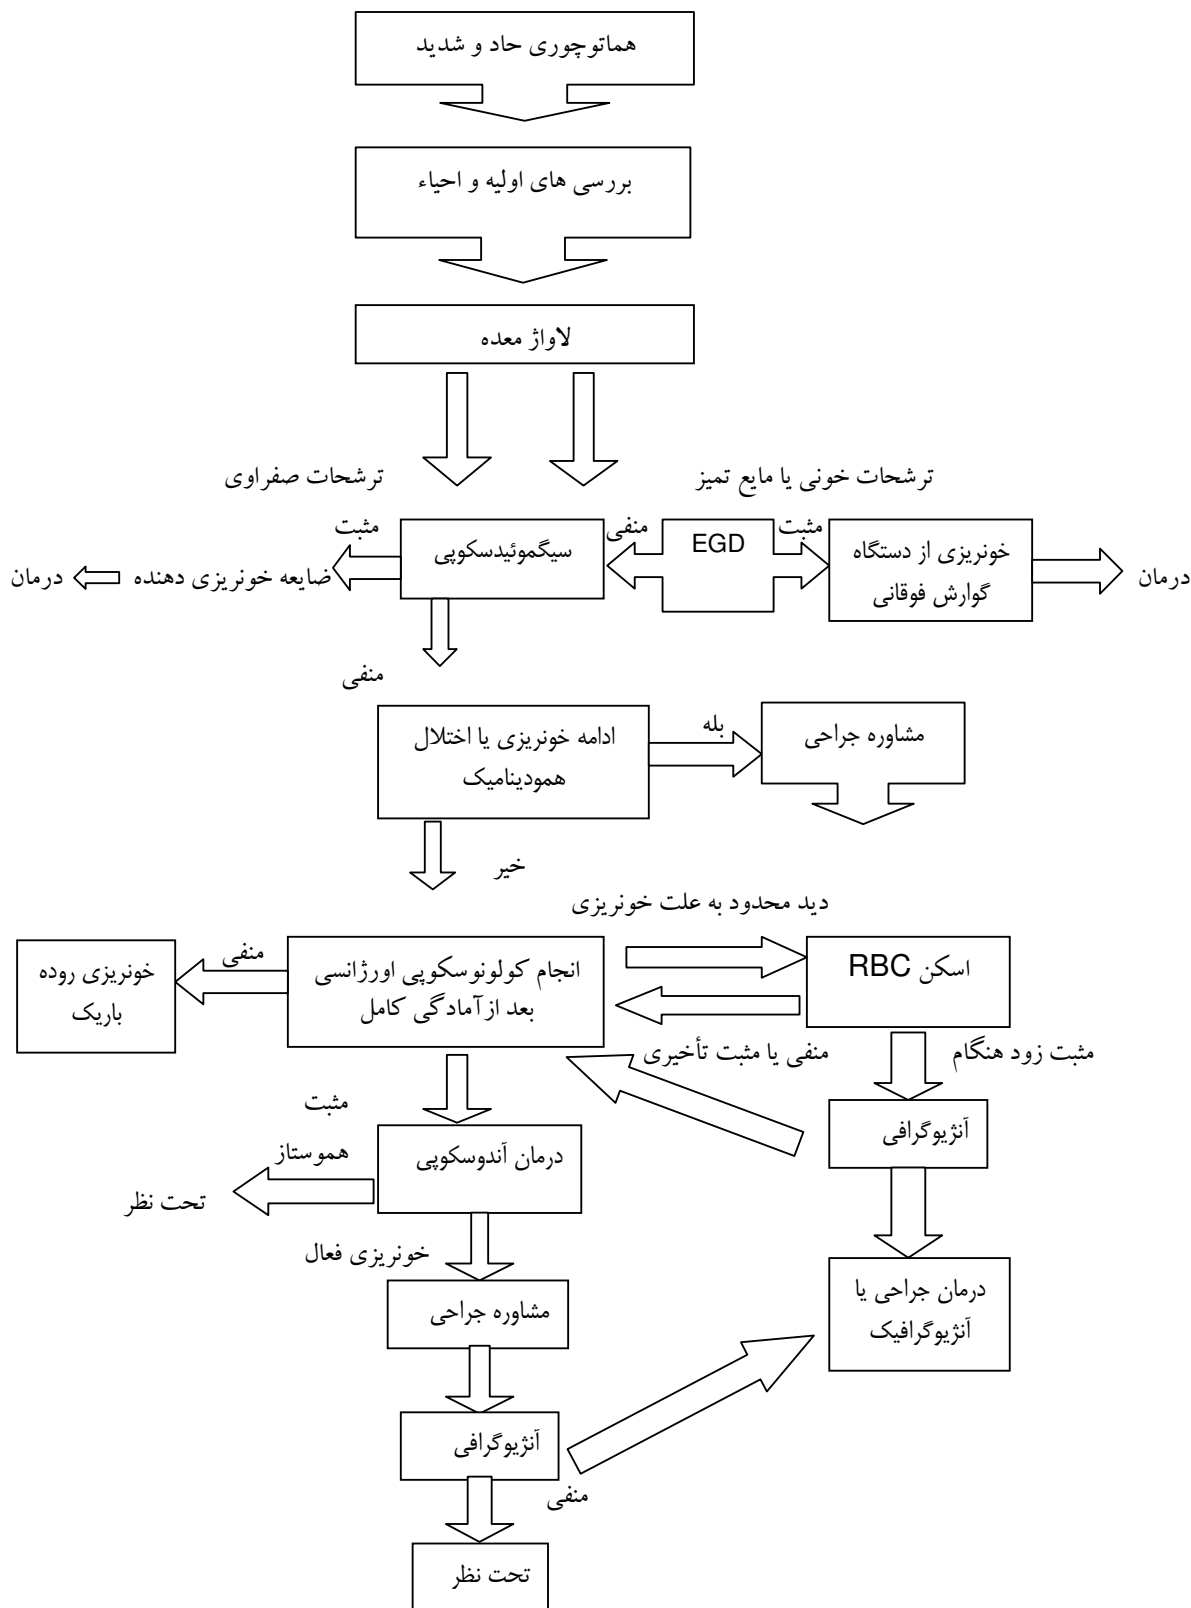 هماتوچوری حاد و شدید
بررسی های اولیه و احیاء
لاواژ معده
ترشحات خونی یا مایع تمیز
ترشحات صفراوی
مثبت
منفی
مثبت
EGD
خونریزی از دستگاه
گوارش فوقانی
درمان
سیگموئیدسکوپی
ضایعه خونریزی دهنده
درمان
منفی
ادامه خونریزی یا اختلال
همودینامیک
بله
مشاوره جراحی
خیر
دید محدود به علت خونریزی
اسکن RBC
انجام کولونوسکوپی اورژانسی
بعد از آمادگی کامل
منفی
خونریزی روده
باریک
مثبت زود هنگام
منفی یا مثبت تأخیری
مثبت
آنژیوگرافی
درمان آندوسکوپی
هموستاز
تحت نظر
خونریزی فعال
درمان جراحی یا
آنژیوگرافیک
مشاوره جراحی
آنژیوگرافی
منفی
تحت نظر